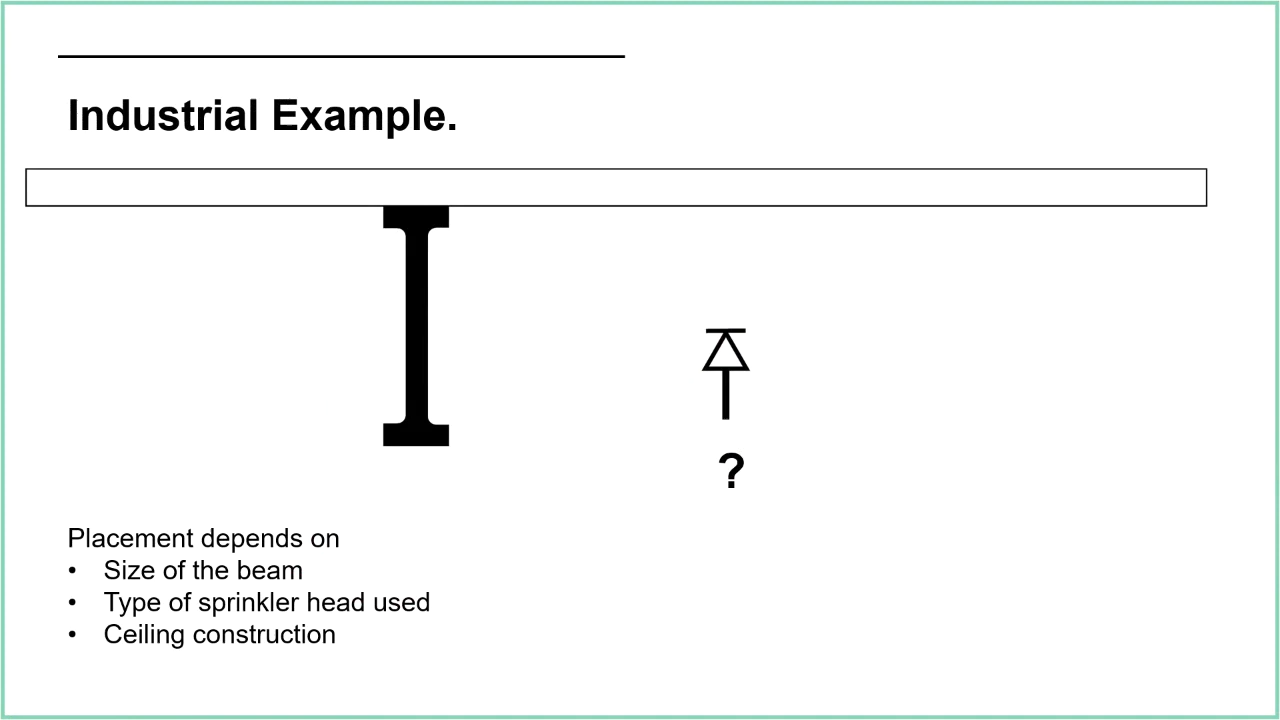 Industrial Example.
?
Placement depends on
• Size of the beam
• Type of sprinkler head used
• Ceiling construction